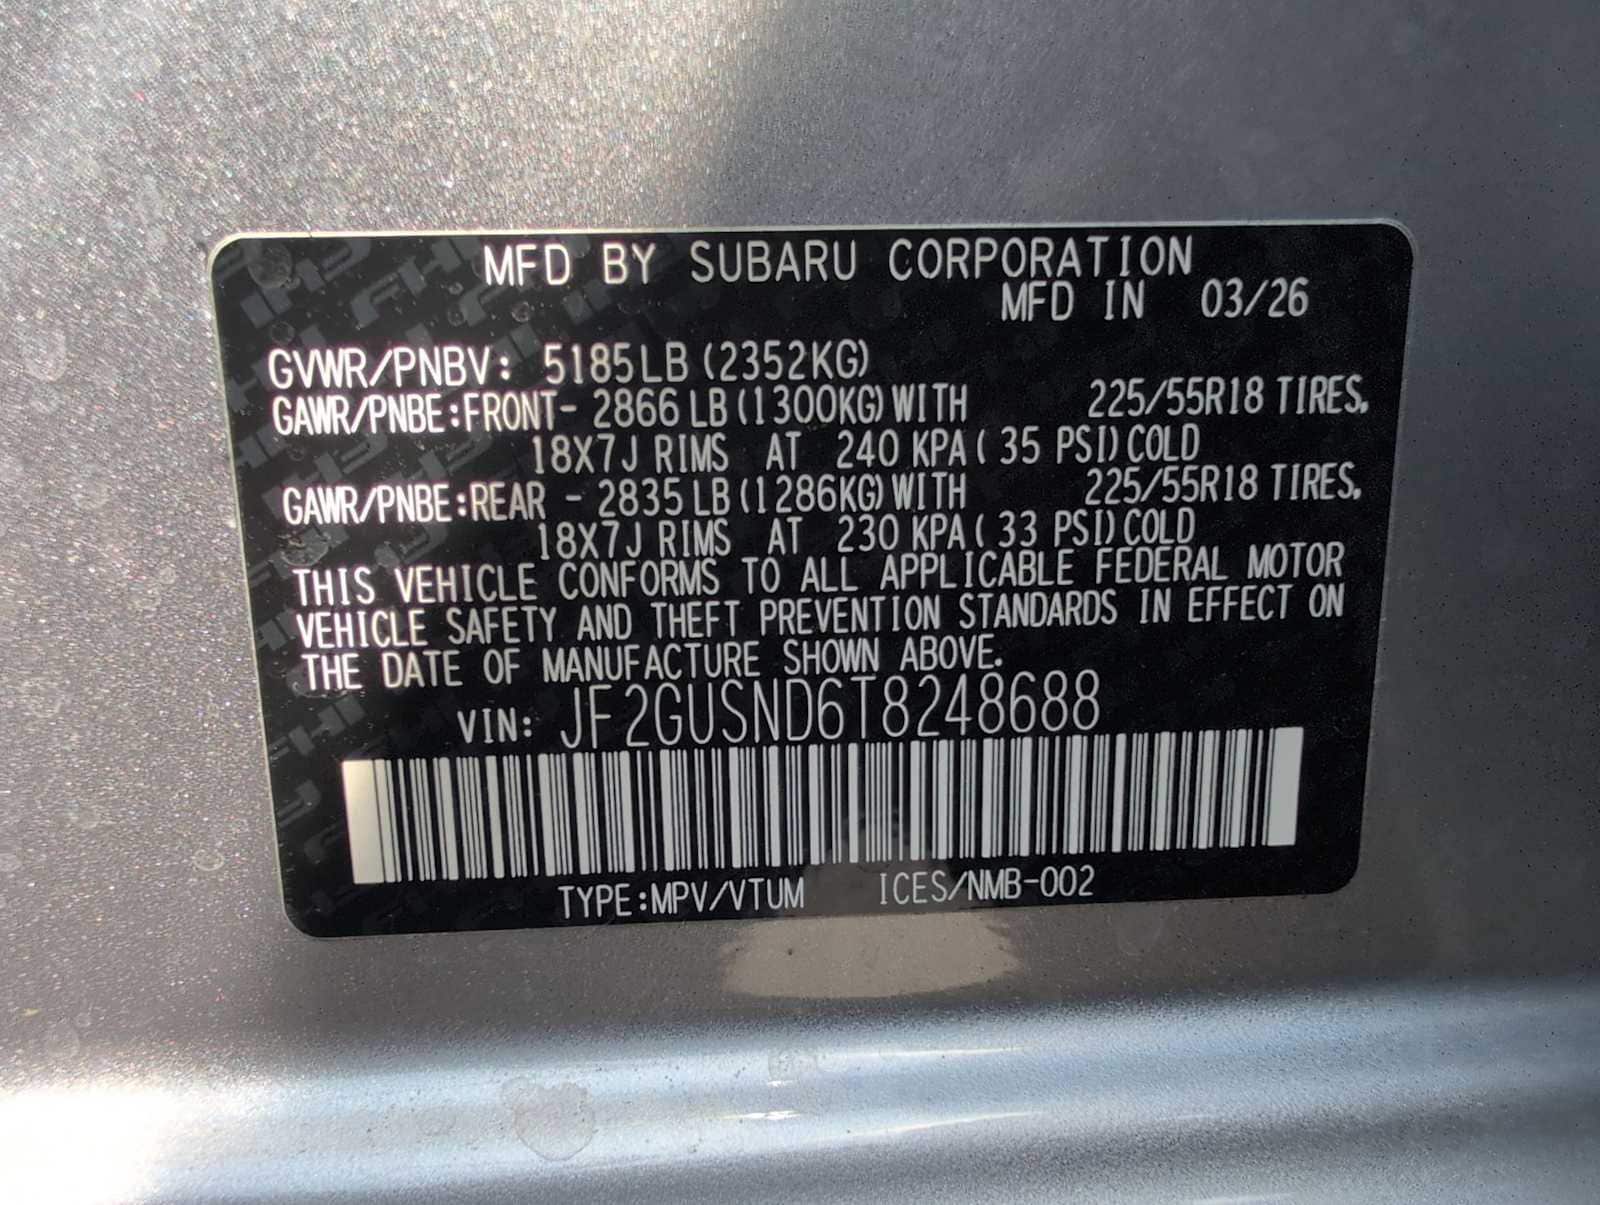 MFD BY SUBARU CORPORATION
MFD IN 03/26
GVWR/PNBV: 5185LB (2352KG)
GAWR/PNBE:FRONT- 2866 LB (1300KG) WITH 225/55R18 TIRES,
18X7J RIMS AT 240 KPA ( 35 PSI) COLD
GAWR/PNBE:REAR - 2835 LB (1286KG) WITH 225/55R18 TIRES,
18X7J RIMS AT 230 KPA ( 33 PSI) COLD
THIS VEHICLE CONFORMS TO ALL APPLICABLE FEDERAL MOTOR
VEHICLE SAFETY AND THEFT PREVENTION STANDARDS IN EFFECT ON
THE DATE OF MANUFACTURE SHOWN ABOVE.
VIN: JF2GUSND6T8248688
TYPE:MPV/VTUM ICES/NMB-002